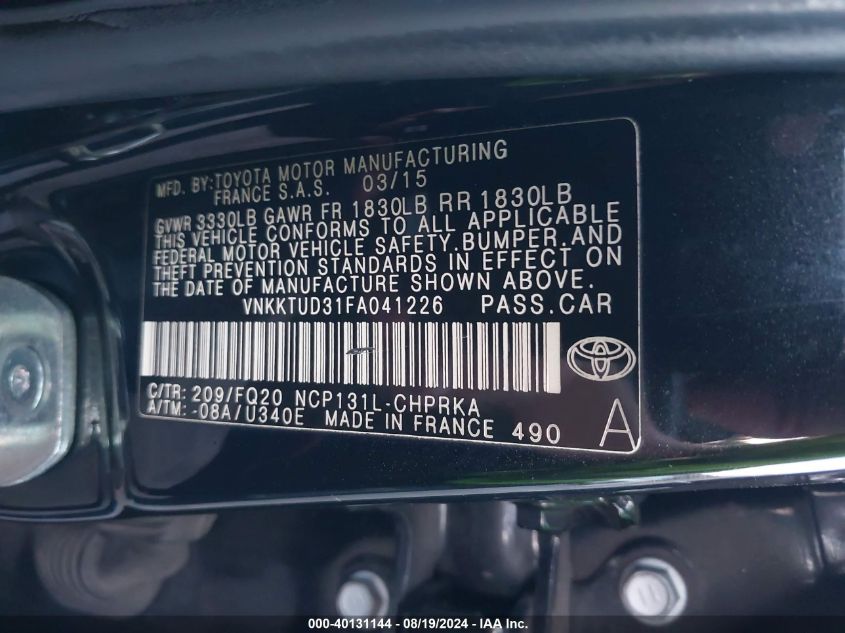 MFD. BY:TOYOTA MOTOR MANUFACTURING
FRANCE S.A.S. 03/15
GVWR 3330LB GAWR FR 1830LB RR 1830LB
THIS VEHICLE CONFORMS TO ALL APPLICABLE
FEDERAL MOTOR VEHICLE SAFETY,BUMPER,AND
THEFT PREVENTION STANDARDS IN EFFECT ON
THE DATE OF MANUFACTURE SHOWN ABOVE.
VNKKTUD31FA041226 PASS.CAR
C/TR: 209/FQ20 NCP131L-CHPRKA
A/TM: -08A/U340E MADE IN FRANCE 490 A
000-40131144 - 08/19/2024 - IAA Inc.